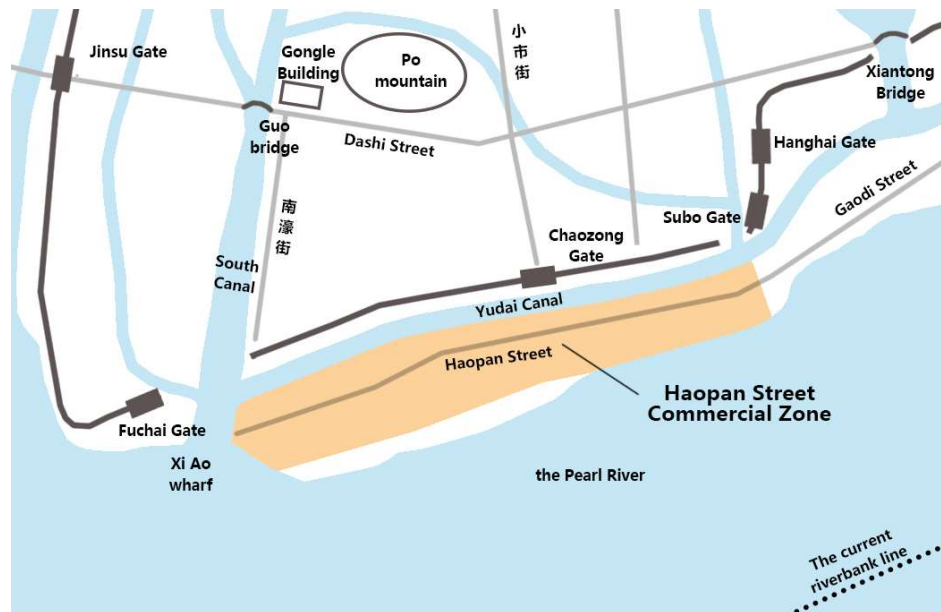 Jinsu Gate
Gongle
Building
Po
mountain
小市街
Xiantong
Bridge
Guo
bridge
Dashi Street
Hanghai Gate
Gaodi Street
南濠街
Subo Gate
Chaozong
Gate
South
Canal
Yudai Canal
Haopan Street
Haopan Street
Commercial Zone
Fuchai Gate
Xi Ao
wharf
the Pearl River
The current
riverbank line